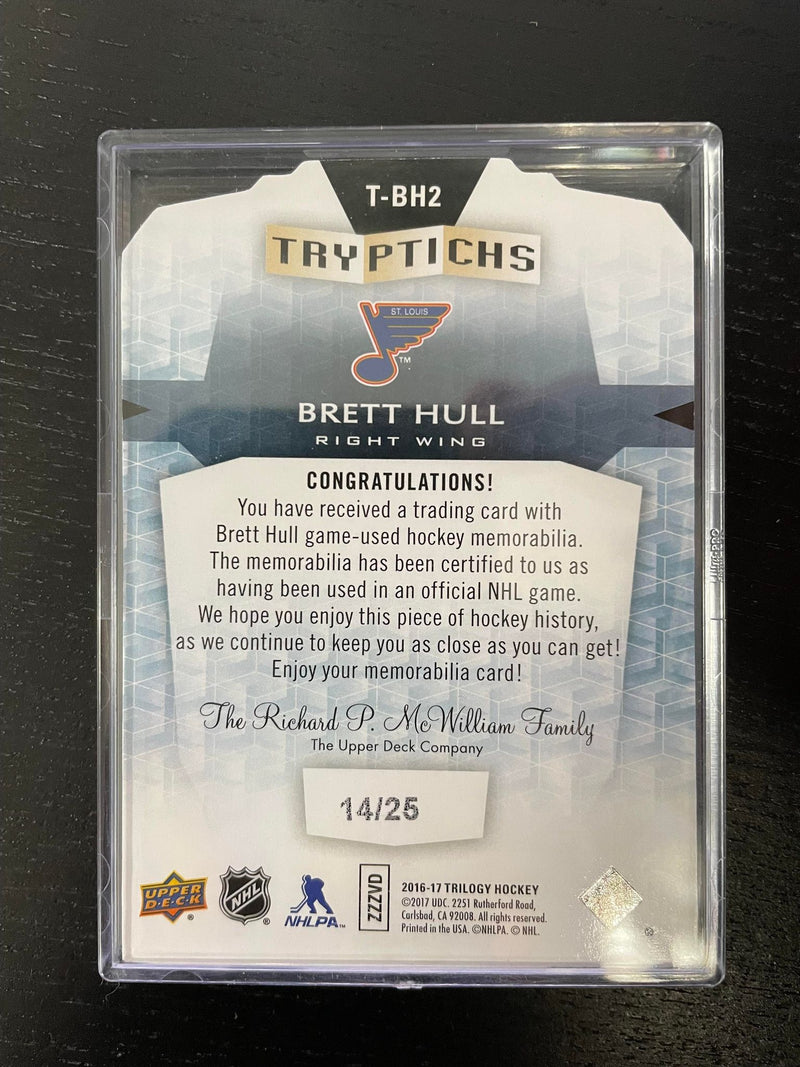 T-BH2
TRYPTICHS
ST. LOUIS
TM
BRETT HULL
RIGHT WING
CONGRATULATIONS!
You have received a trading card with
Brett Hull game-used hockey memorabilia.
The memorabilia has been certified to us as
having been used in an official NHL game.
We hope you enjoy this piece of hockey history,
as we continue to keep you as close as you can get!
Enjoy your memorabilia card!
The Richard P. McWilliam Family
The Upper Deck Company
14/25
UPPER
D·E·C·K
®
NHL
®
NHLPA™
ZZZVD
2016-17 TRILOGY HOCKEY
©2017 UDC. 2251 Rutherford Road,
Carlsbad, CA 92008. All rights reserved.
Printed in the USA. ©NHLPA. © NHL.
®